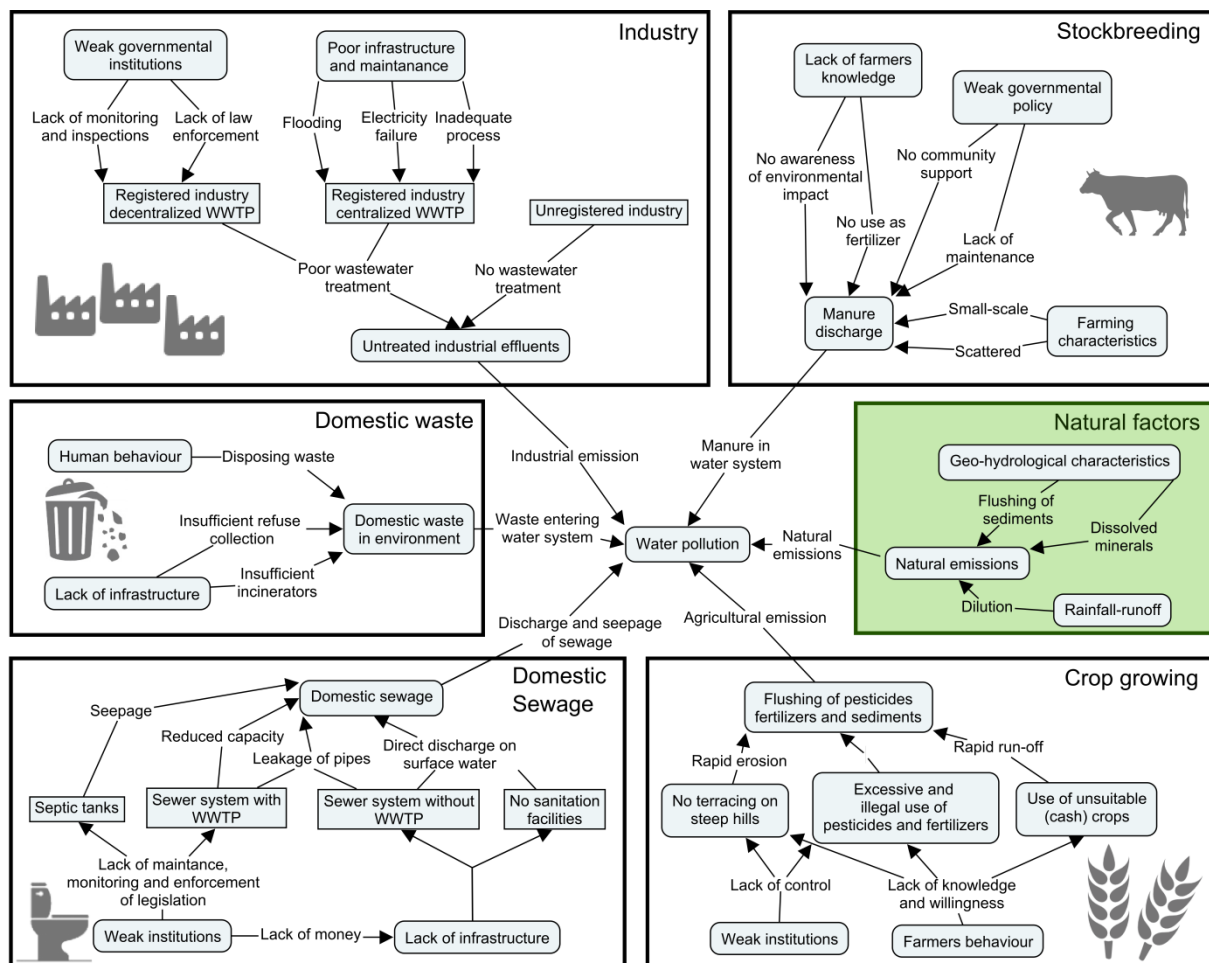 Industry
Weak governmental
institutions
Poor infrastructure
and maintanance
Lack of monitoring
and inspections
Lack of law
enforcement
Flooding
Electricity
failure
Inadequate
process
Registered industry
decentralized WWTP
Registered industry
centralized WWTP
Unregistered industry
Poor wastewater
treatment
No wastewater
treatment
Untreated industrial effluents
Stockbreeding
Lack of farmers
knowledge
Weak governmental
policy
No awareness
of environmental
impact
No community
support
No use as
fertilizer
Lack of
maintenance
Manure
discharge
Small-scale
Scattered
Farming
characteristics
Domestic waste
Human behaviour
Disposing waste
Insufficient refuse
collection
Domestic waste
in environment
Insufficient
incinerators
Lack of infrastructure
Industrial emission
Manure in
water system
Waste entering
water system
Water pollution
Natural
emissions
Discharge and seepage
of sewage
Agricultural emission
Natural factors
Geo-hydrological characteristics
Flushing of
sediments
Dissolved
minerals
Natural emissions
Dilution
Rainfall-runoff
Domestic
Sewage
Domestic sewage
Seepage
Reduced capacity
Leakage of pipes
Direct discharge on
surface water
Septic tanks
Sewer system with
WWTP
Sewer system without
WWTP
No sanitation
facilities
Lack of maintance,
monitoring and enforcement
of legislation
Weak institutions
Lack of money
Lack of infrastructure
Crop growing
Flushing of pesticides
fertilizers and sediments
Rapid erosion
Rapid run-off
No terracing on
steep hills
Excessive and
illegal use of
pesticides and fertilizers
Use of unsuitable
(cash) crops
Lack of control
Lack of knowledge
and willingness
Weak institutions
Farmers behaviour